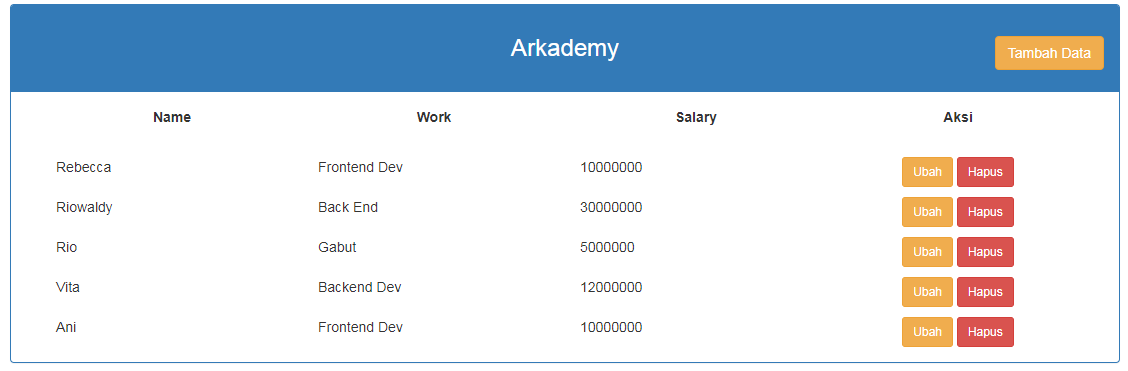 Arkademy
Tambah Data
Name Work Salary Aksi
Rebecca Frontend Dev 10000000 Ubah Hapus
Riowaldy Back End 30000000 Ubah Hapus
Rio Gabut 5000000 Ubah Hapus
Vita Backend Dev 12000000 Ubah Hapus
Ani Frontend Dev 10000000 Ubah Hapus